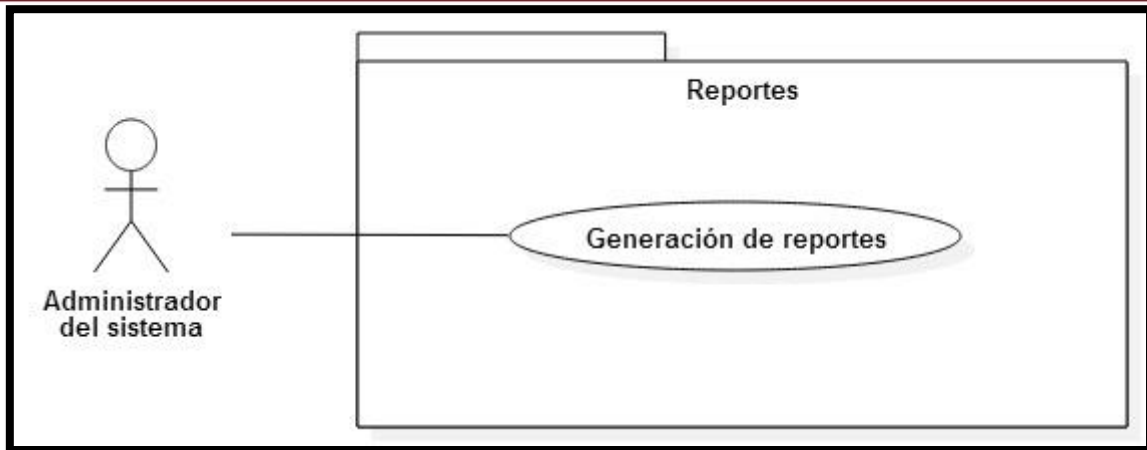 Reportes
Generación de reportes
Administrador
del sistema